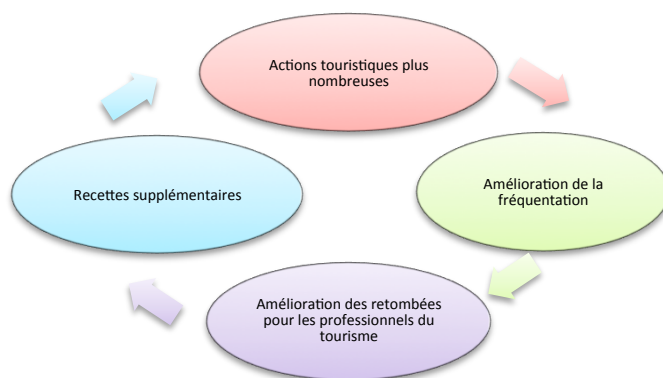 Actions touristiques plus
nombreuses
Amélioration de la
fréquentation
Amélioration des retombées
pour les professionnels du
tourisme
Recettes supplémentaires